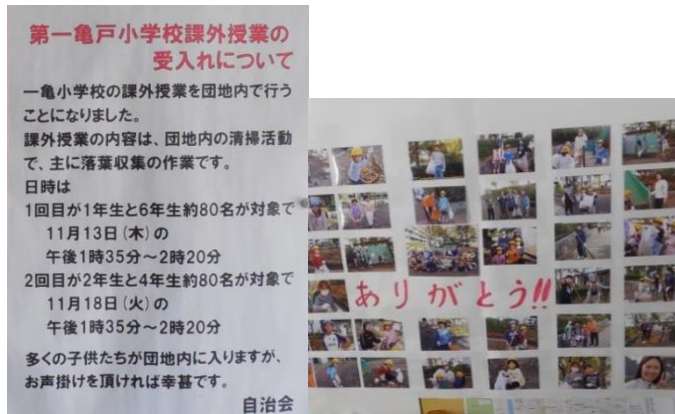 第一亀戸小学校課外授業の
受入れについて
一亀小学校の課外授業を団地内で行う
ことになりました。
課外授業の内容は、団地内の清掃活動
で、主に落葉収集の作業です。
日時は
1回目が1年生と6年生約80名が対象で
11月13日(木)の
午後1時35分～2時20分
2回目が2年生と4年生約80名が対象で
11月18日(火)の
午後1時35分～2時20分
多くの子供たちが団地内に入りますが、
お声掛けを頂ければ幸甚です。
自治会
ありがとう!!